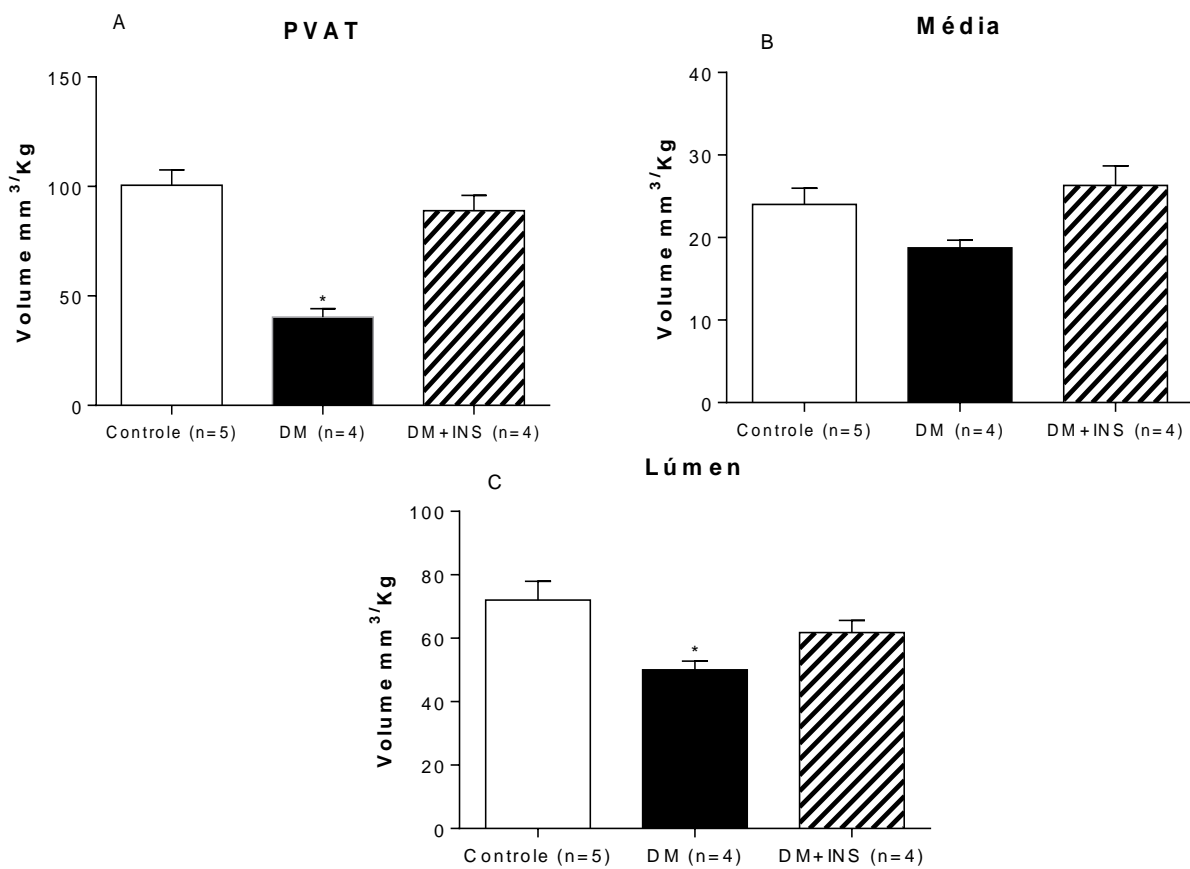 A
PVAT
Volume mm³/Kg
150
100
50
0
*
Controle (n=5) DM (n=4) DM+INS (n=4)
B
Média
Volume mm³/Kg
40
30
20
10
0
Controle (n=5) DM (n=4) DM+INS (n=4)
C
Lúmen
Volume mm³/Kg
100
80
60
40
20
0
*
Controle (n=5) DM (n=4) DM+INS (n=4)